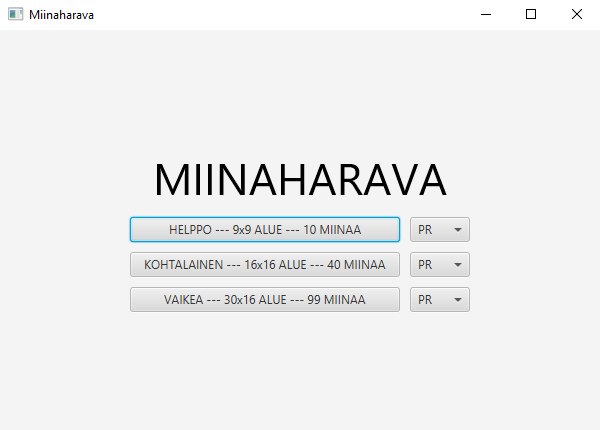 Miinaharava
MIINAHARAVA
HELPPO --- 9x9 ALUE --- 10 MIINAA PR
KOHTALAINEN --- 16x16 ALUE --- 40 MIINAA PR
VAIKEA --- 30x16 ALUE --- 99 MIINAA PR